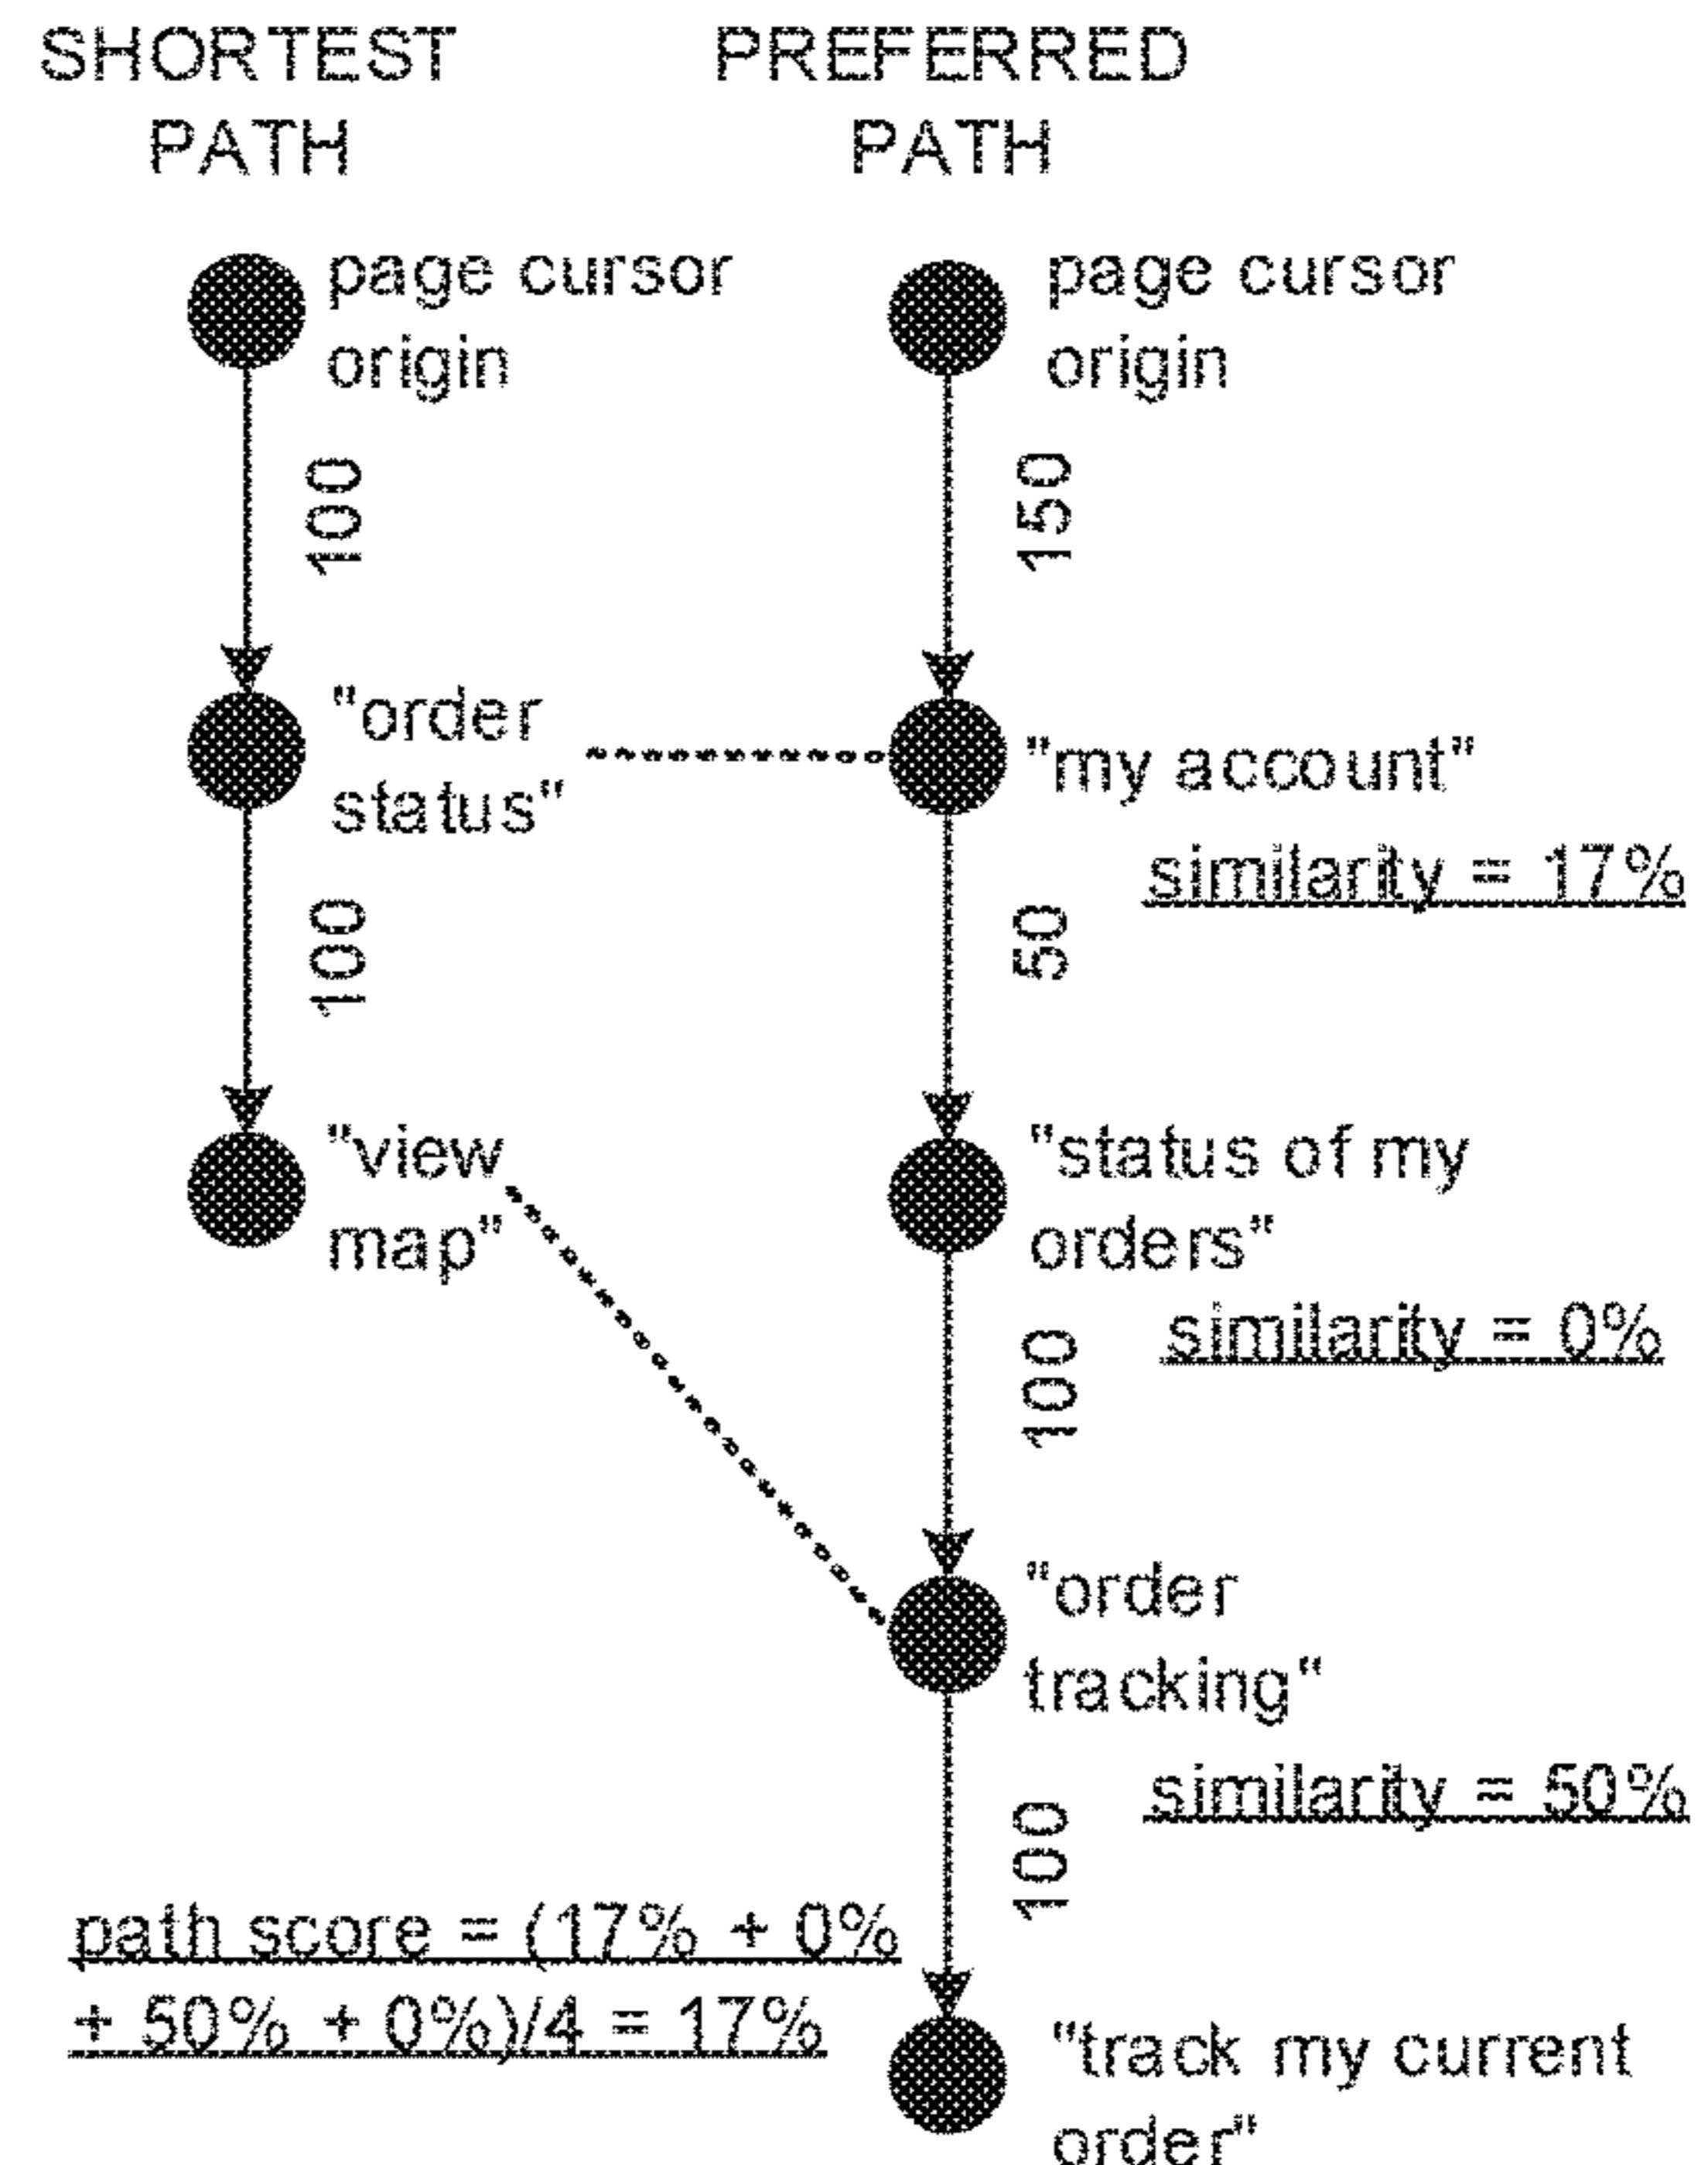 SHORTEST
PATH
PREFERRED
PATH
page cursor
origin
page cursor
origin
100
150
"order
status"
"my account"
similarity = 17%
100
50
"view
map"
"status of my
orders"
similarity = 0%
100
"order
tracking"
similarity = 50%
100
path score = (17% + 0%
+ 50% + 0%)/4 = 17%
"track my current
order"